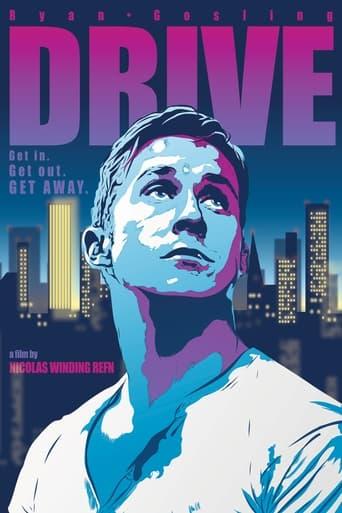 Ryan • Gosling
DRIVE
Get in.
Get out.
GET AWAY.
a film by
NICOLAS WINDING REFN